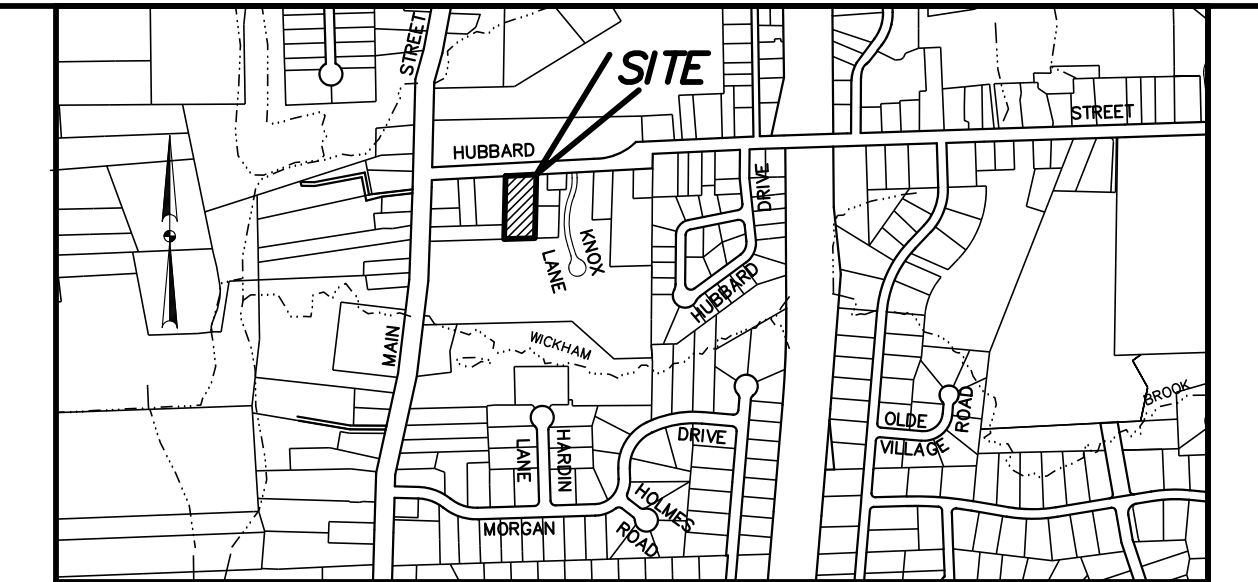 STREET
SITE
STREET
HUBBARD
DRIVE
KNOX
LANE
HUBBARD
MAIN
WICKHAM
BROOK
OLDE
ROAD
VILLAGE
DRIVE
HARDIN
LANE
HOLMES
ROAD
MORGAN